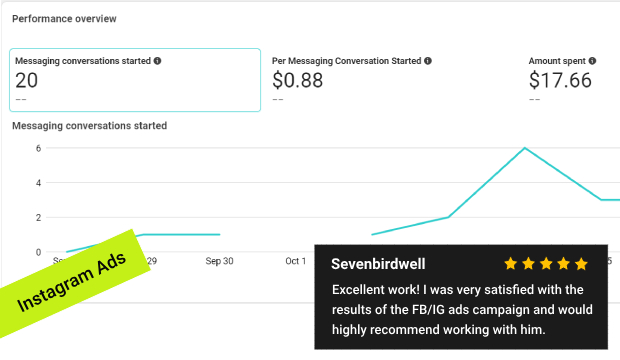 Performance overview
Messaging conversations started
20
--
Per Messaging Conversation Started
$0.88
--
Amount spent
$17.66
--
Messaging conversations started
6
4
2
0
29
Sep 30
Oct 1
5
Instagram Ads
Sevenbirdwell
Excellent work! I was very satisfied with the
results of the FB/IG ads campaign and would
highly recommend working with him.